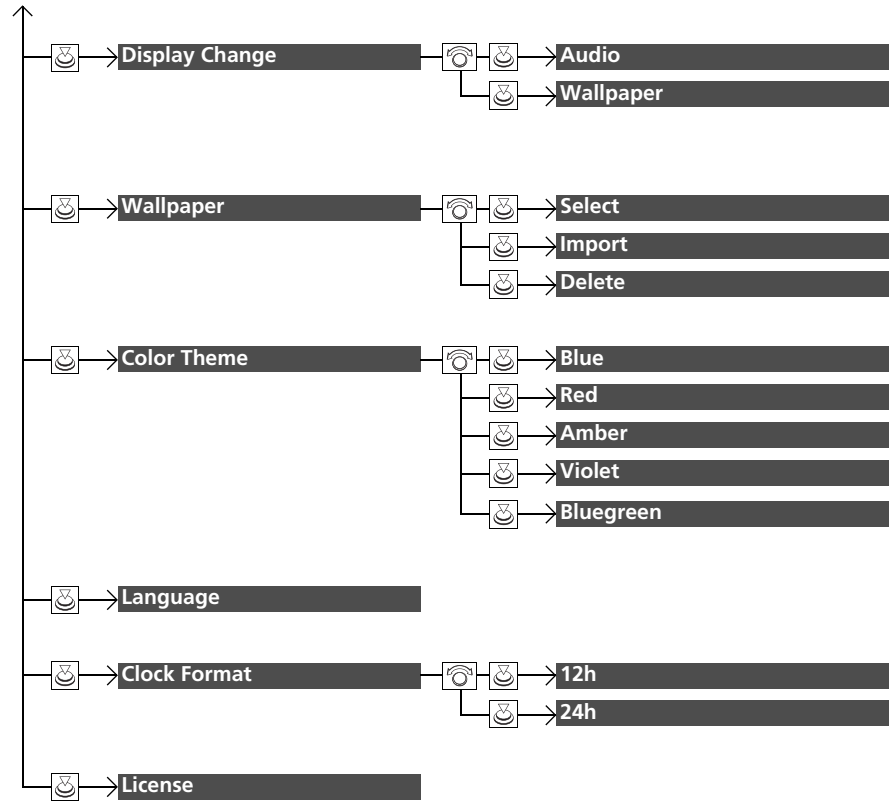 Display Change
Audio
Wallpaper
Wallpaper
Select
Import
Delete
Color Theme
Blue
Red
Amber
Violet
Bluegreen
Language
Clock Format
12h
24h
License